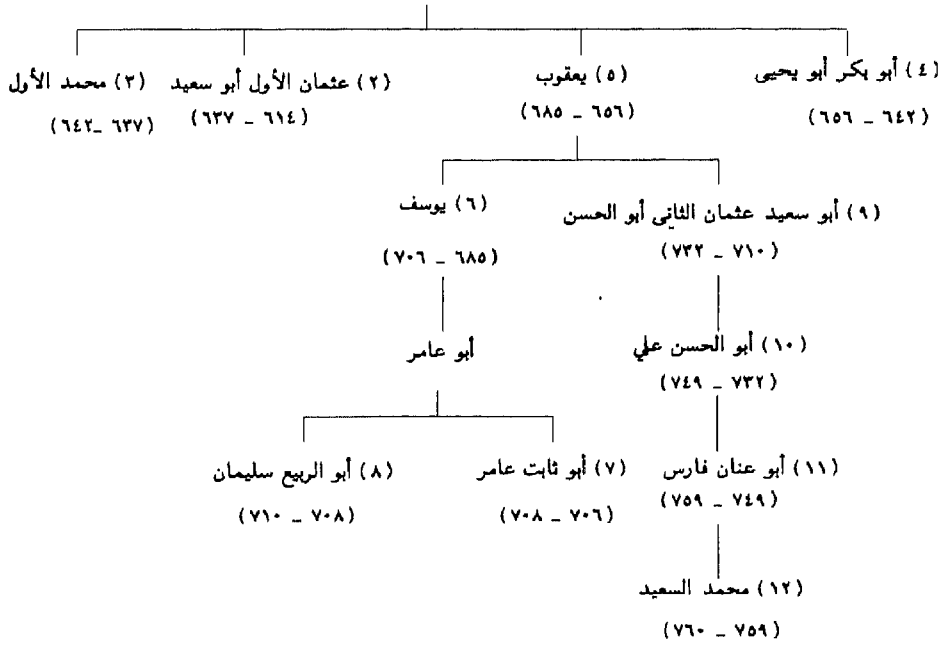 (٤) أبو بكر أبو يحيى
(٦٤٢ – ٦٥٦)
(٥) يعقوب
(٦٥٦ – ٦٨٥)
(٢) عثمان الأول أبو سعيد
(٦١٤ – ٦٣٧)
(٣) محمد الأول
(٦٣٧ – ٦٤٢)
(٩) أبو سعيد عثمان الثاني أبو الحسن
(٧١٠ – ٧٣٢)
(٦) يوسف
(٦٨٥ – ٧٠٦)
(١٠) أبو الحسن علي
(٧٣٢ – ٧٤٩)
أبو عامر
(١١) أبو عنان فارس
(٧٤٩ – ٧٥٩)
(٧) أبو ثابت عامر
(٧٠٦ – ٧٠٨)
(٨) أبو الربيع سليمان
(٧٠٨ – ٧١٠)
(١٢) محمد السعيد
(٧٥٩ – ٧٦٠)